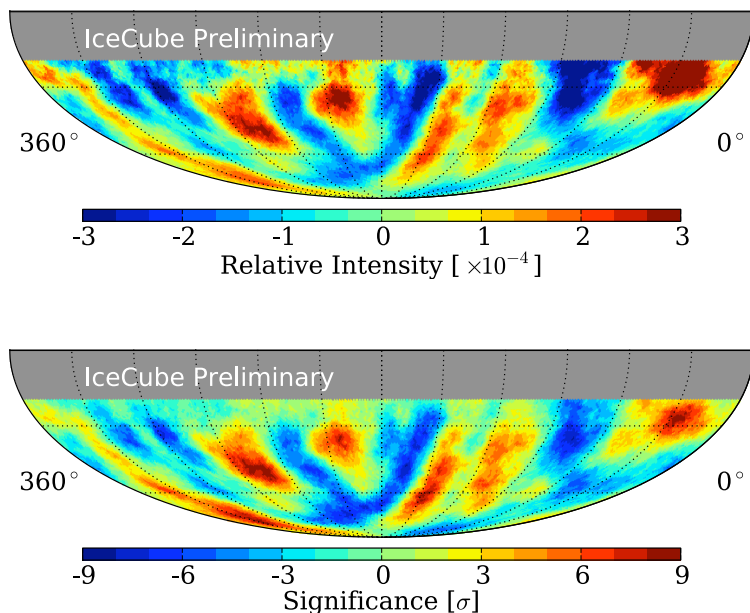 IceCube Preliminary
360° 0°
-3 -2 -1 0 1 2 3
Relative Intensity [ ×10⁻⁴ ]
IceCube Preliminary
360° 0°
-9 -6 -3 0 3 6 9
Significance [σ]